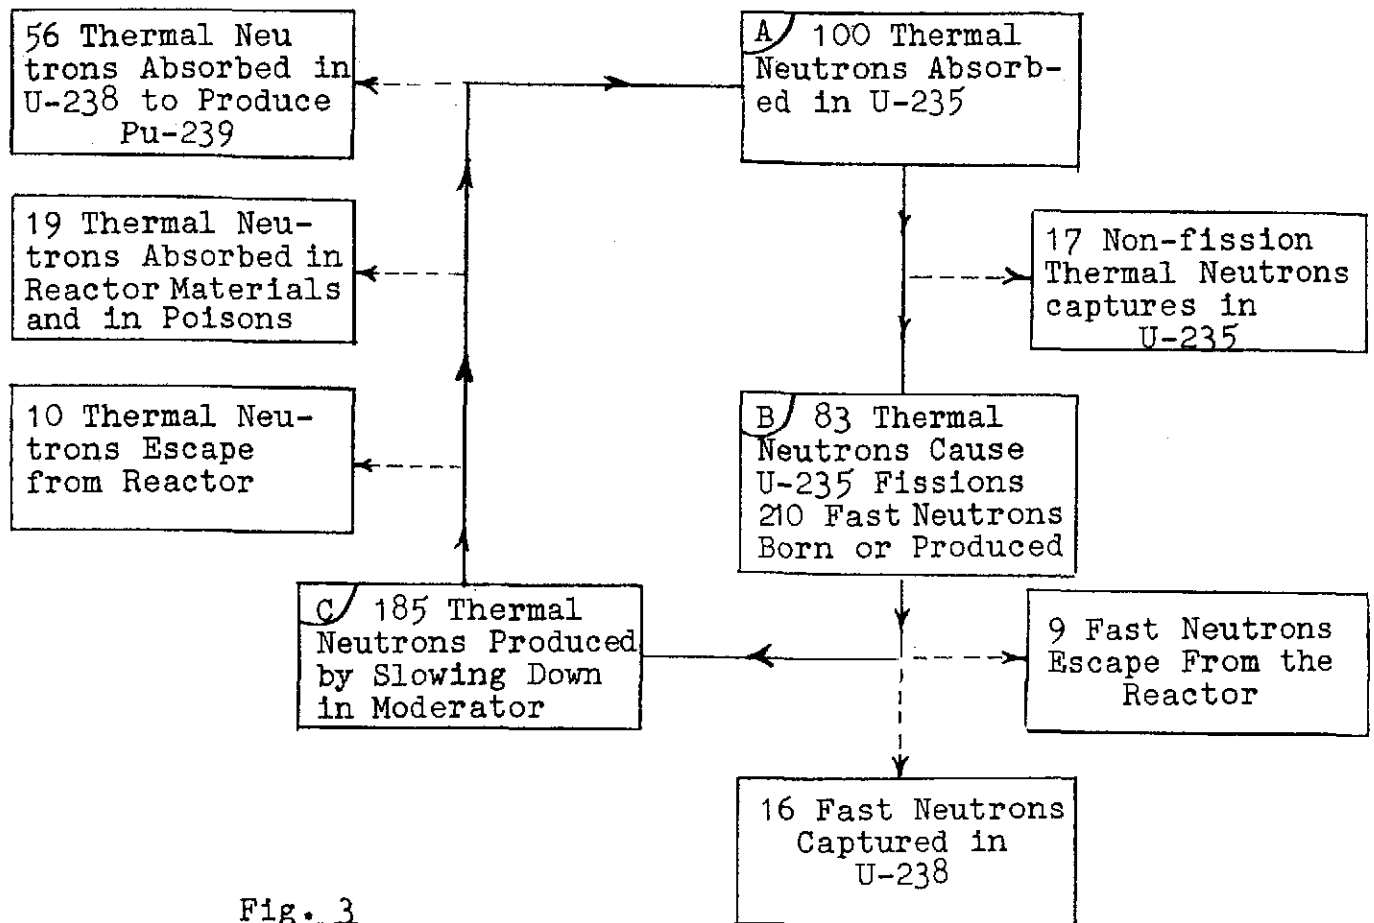 56 Thermal Neu
trons Absorbed in
U-238 to Produce
Pu-239
19 Thermal Neu-
trons Absorbed in
Reactor Materials
and in Poisons
10 Thermal Neu-
trons Escape
from Reactor
A 100 Thermal
Neutrons Absorb-
ed in U-235
17 Non-fission
Thermal Neutrons
captures in
U-235
B 83 Thermal
Neutrons Cause
U-235 Fissions
210 Fast Neutrons
Born or Produced
C 185 Thermal
Neutrons Produced
by Slowing Down
in Moderator
9 Fast Neutrons
Escape From the
Reactor
16 Fast Neutrons
Captured in
U-238
Fig. 3